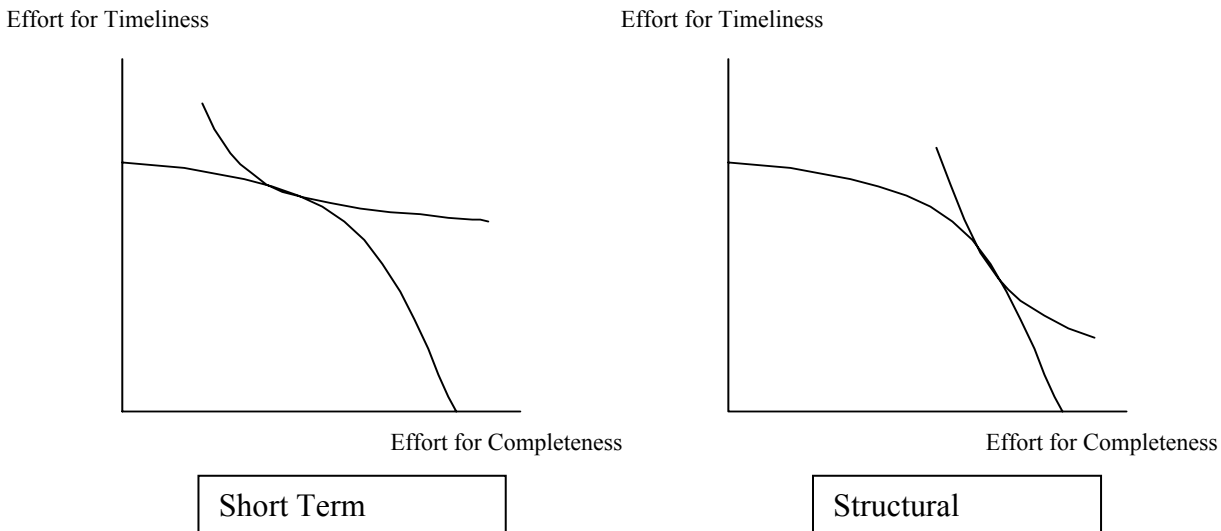 Effort for Timeliness
Effort for Timeliness
Effort for Completeness
Effort for Completeness
Short Term
Structural